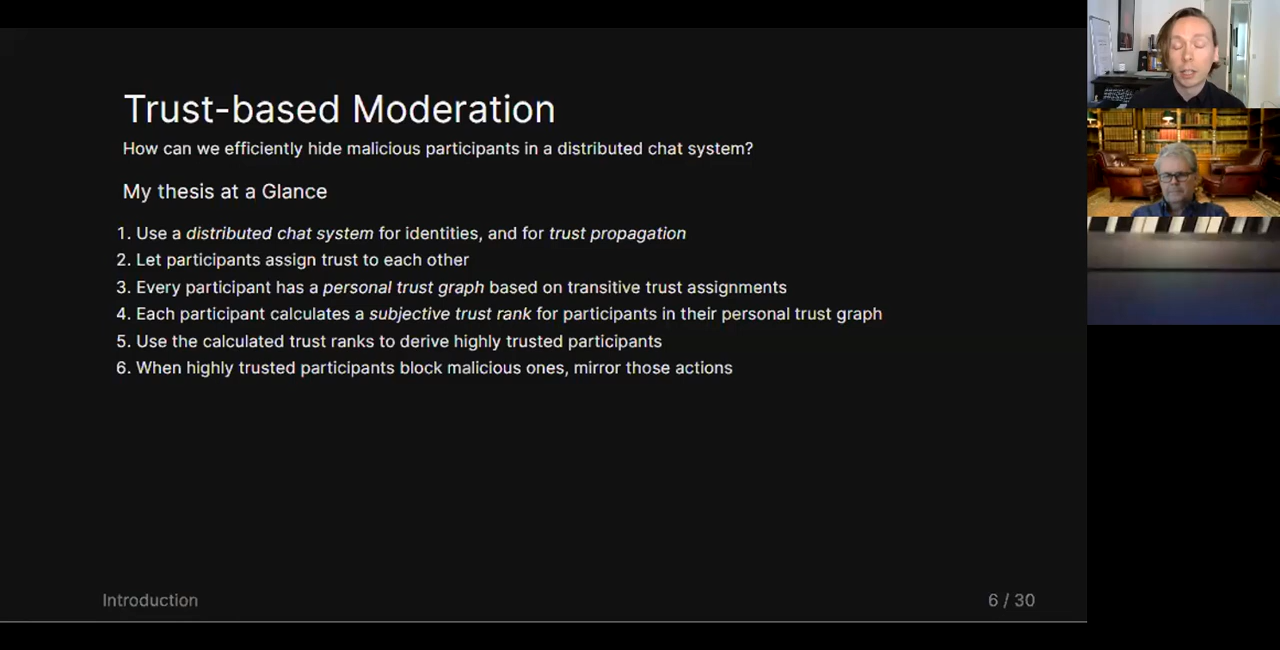 Trust-based Moderation
How can we efficiently hide malicious participants in a distributed chat system?
My thesis at a Glance
1. Use a distributed chat system for identities, and for trust propagation
2. Let participants assign trust to each other
3. Every participant has a personal trust graph based on transitive trust assignments
4. Each participant calculates a subjective trust rank for participants in their personal trust graph
5. Use the calculated trust ranks to derive highly trusted participants
6. When highly trusted participants block malicious ones, mirror those actions
Introduction
6 / 30